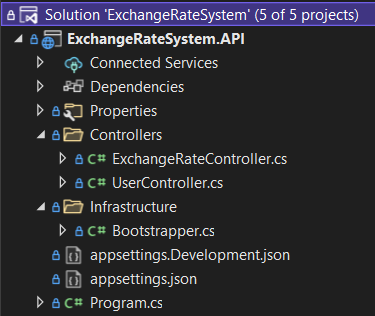 Solution 'ExchangeRateSystem' (5 of 5 projects)
ExchangeRateSystem.API
Connected Services
Dependencies
Properties
Controllers
C# ExchangeRateController.cs
C# UserController.cs
Infrastructure
C# Bootstrapper.cs
appsettings.Development.json
appsettings.json
C# Program.cs